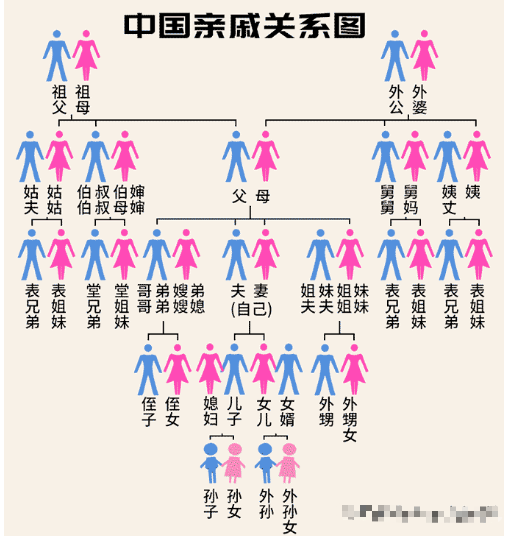 中国亲戚关系图
祖父 祖母 外公 外婆
姑夫 姑姑 伯伯 叔叔 伯母 婶婶 父 母 舅舅 舅妈 姨丈 姨
表兄弟 表姐妹 堂兄弟 堂姐妹 哥哥 弟弟 嫂嫂 弟媳 夫 妻 (自己) 姐夫 妹夫 姐姐 妹妹 表兄弟 表姐妹 表兄弟 表姐妹
侄子 侄女 媳妇 儿子 女儿 女婿 外甥 外甥女
孙子 孙女 外孙 外孙女